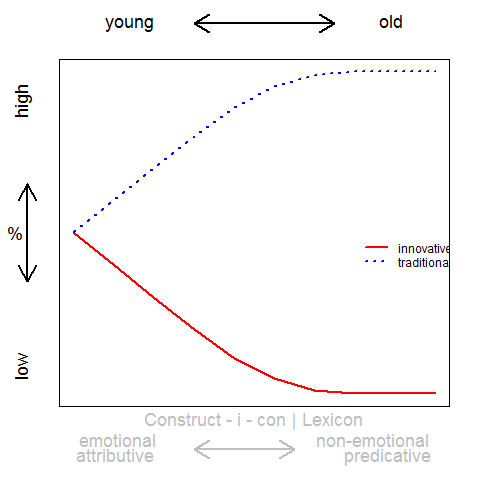 young old
high
%
low
innovative
traditional
Construct - i - con | Lexicon
emotional non-emotional
attributive predicative